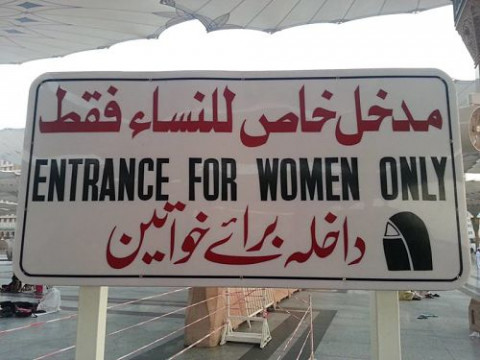 مدخل خاص للنساء فقط
ENTRANCE FOR WOMEN ONLY
داخلہ برائے خواتین